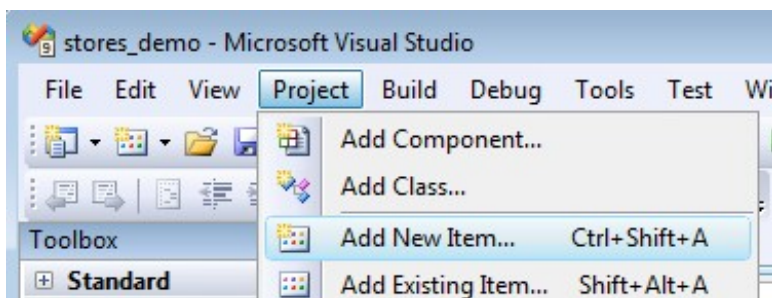 stores_demo - Microsoft Visual Studio
File Edit View Project Build Debug Tools Test Wi
Add Component...
Add Class...
Toolbox
Add New Item... Ctrl+Shift+A
Standard
Add Existing Item... Shift+Alt+A